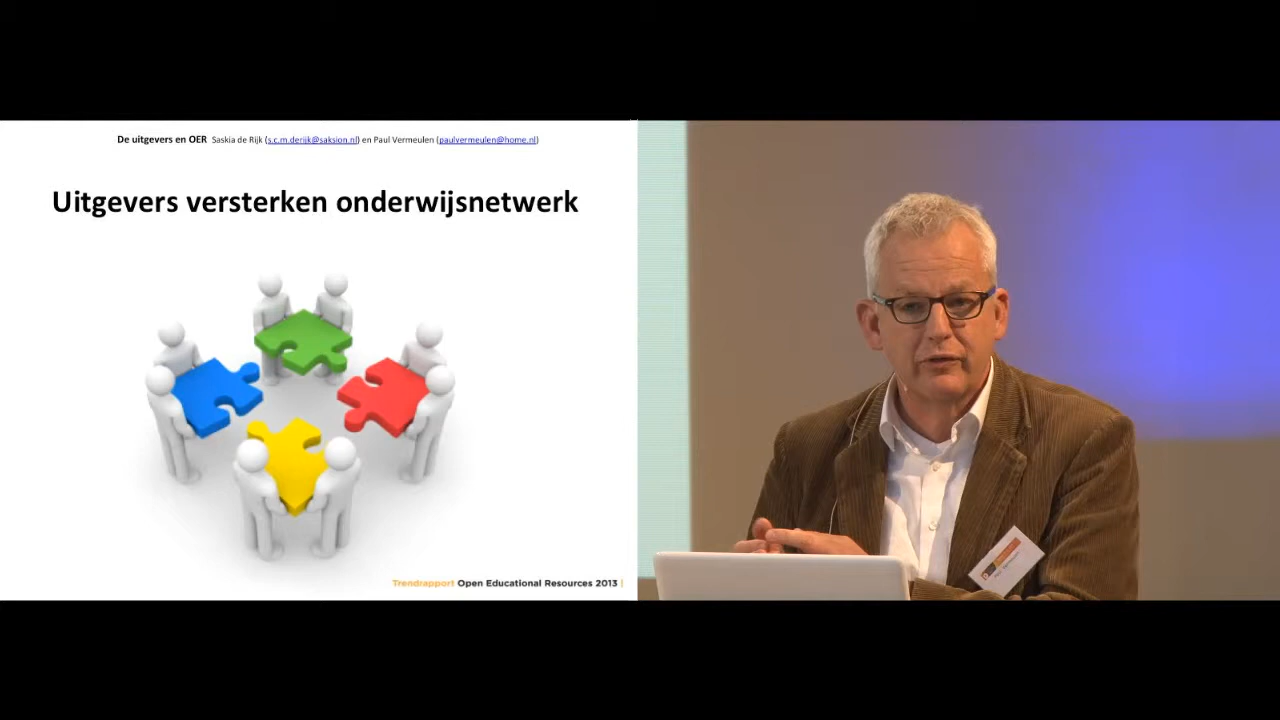 De uitgevers en OER Saskia de Rijk (s.c.m.derijk@saksion.nl) en Paul Vermeulen (paulvermeulen@home.nl)
Uitgevers versterken onderwijsnetwerk
Trendrapport Open Educational Resources 2013 |